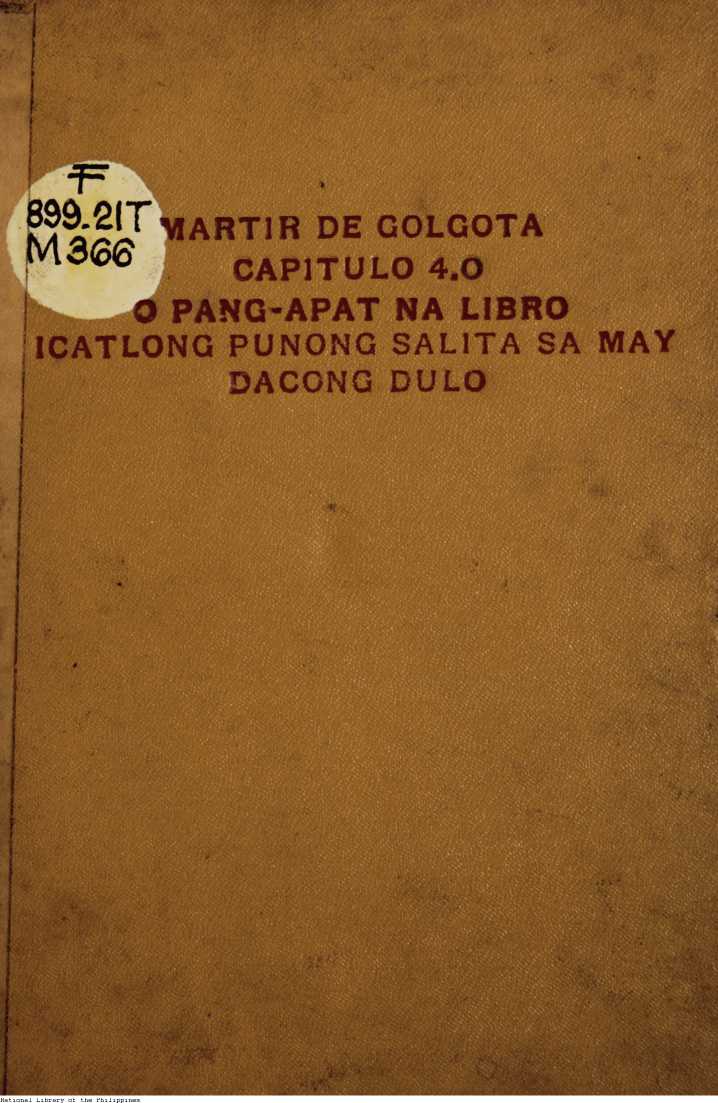 F
899.21T
M366
MARTIR DE GOLGOTA
CAPITULO 4.O
O PANG-APAT NA LIBRO
ICATLONG PUNONG SALITA SA MAY
DACONG DULO
National Library of the Philippines